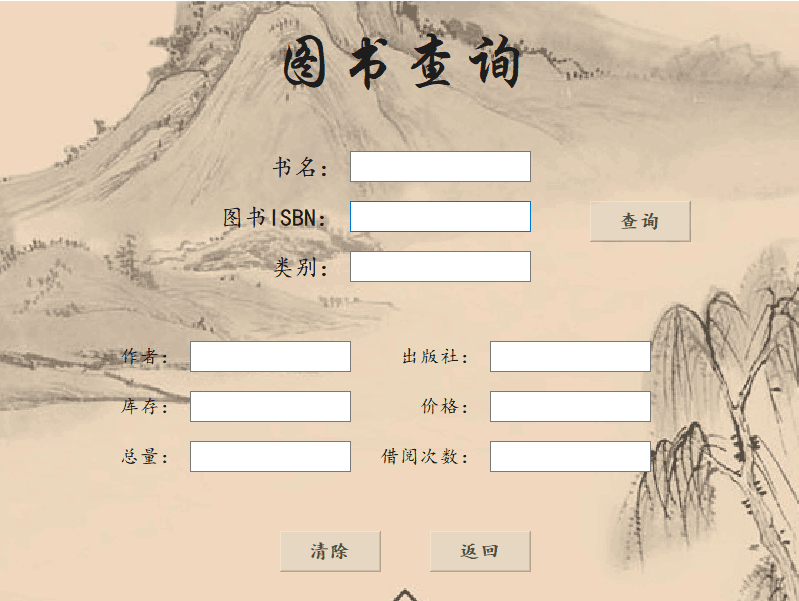 图书查询
书名：
图书ISBN：
查询
类别：
作者： 出版社：
库存： 价格：
总量： 借阅次数：
清除 返回